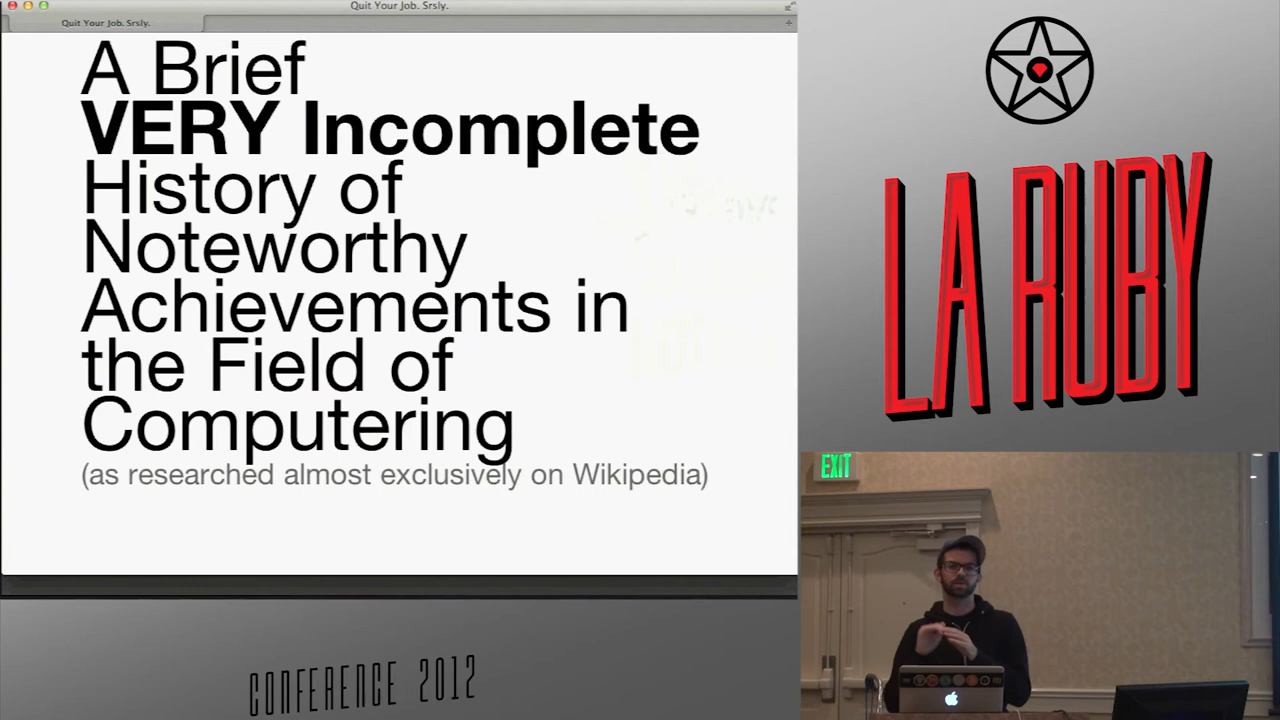 Quit Your Job. Srsly.
Quit Your Job. Srsly.
A Brief
VERY Incomplete
History of
Noteworthy
Achievements in
the Field of
Computering
(as researched almost exclusively on Wikipedia)
LA RUBY
EXIT
CONFERENCE 2012